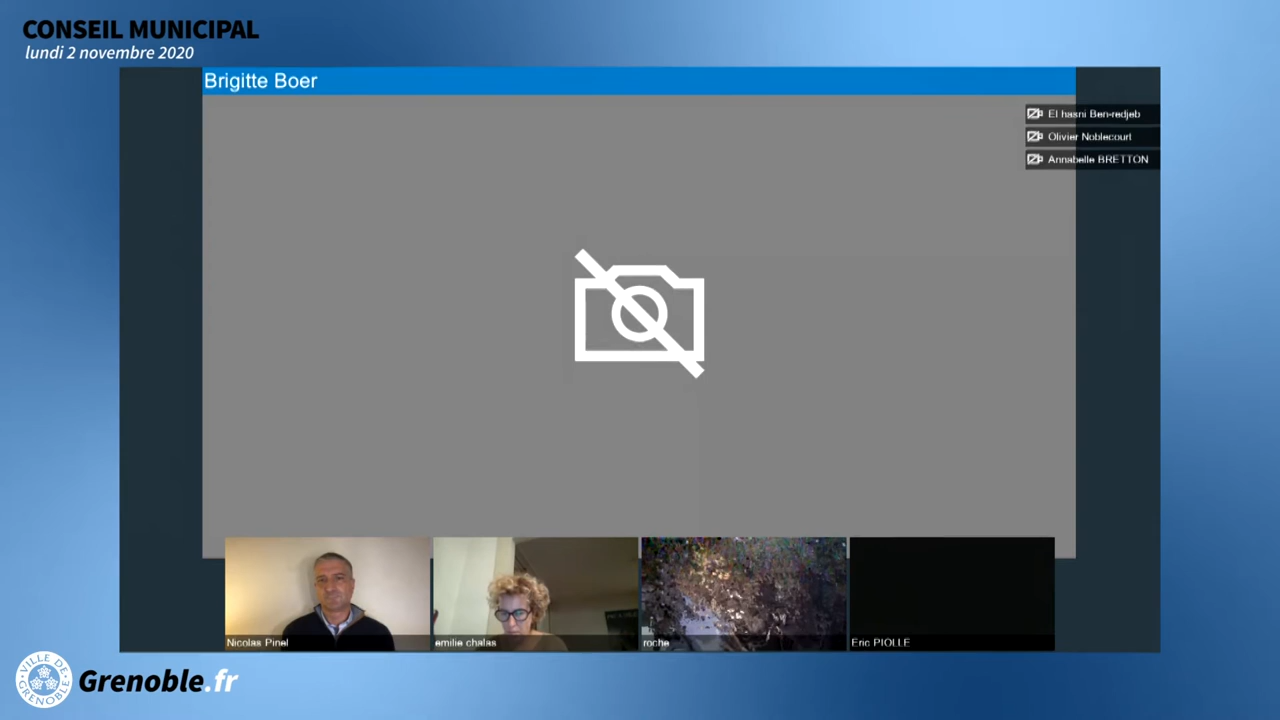 CONSEIL MUNICIPAL
lundi 2 novembre 2020
Brigitte Boer
El hasni Ben-redjeb
Olivier Noblecourt
Annabelle BRETTON
Nicolas Pinel
emilie chalas
roche
Eric PIOLLE
VILLE DE GRENOBLE
Grenoble.fr